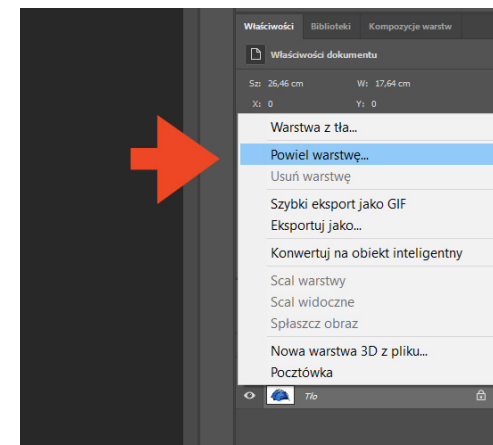 Właściwości Biblioteki Kompozycje warstw
Właściwości dokumentu
Sz: 26,46 cm W: 17,64 cm
X: 0 Y: 0
Warstwa z tła...
Powiel warstwę...
Usuń warstwę
Szybki eksport jako GIF
Eksportuj jako...
Konwertuj na obiekt inteligentny
Scal warstwy
Scal widoczne
Spłaszcz obraz
Nowa warstwa 3D z pliku...
Pocztówka
Tło